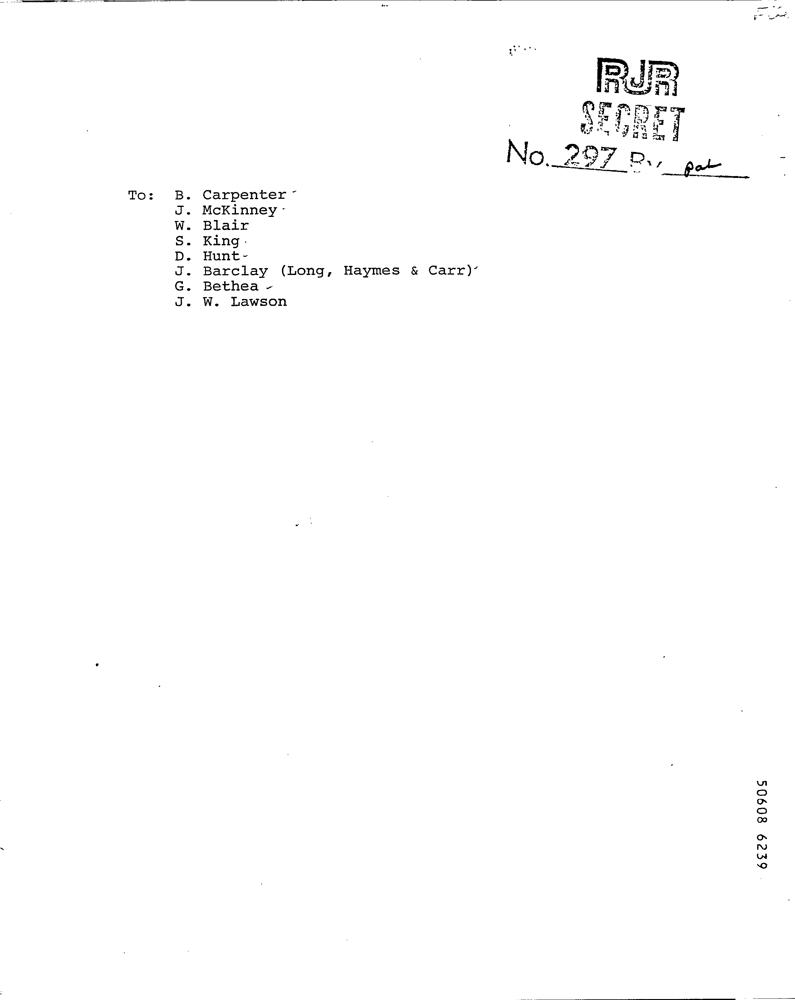 RJR
SECRET
No. 297 By pat
To: B. Carpenter
J. McKinney
W. Blair
S. King
D. Hunt
J. Barclay (Long, Haymes & Carr)
G. Bethea
J. W. Lawson
50608 6239